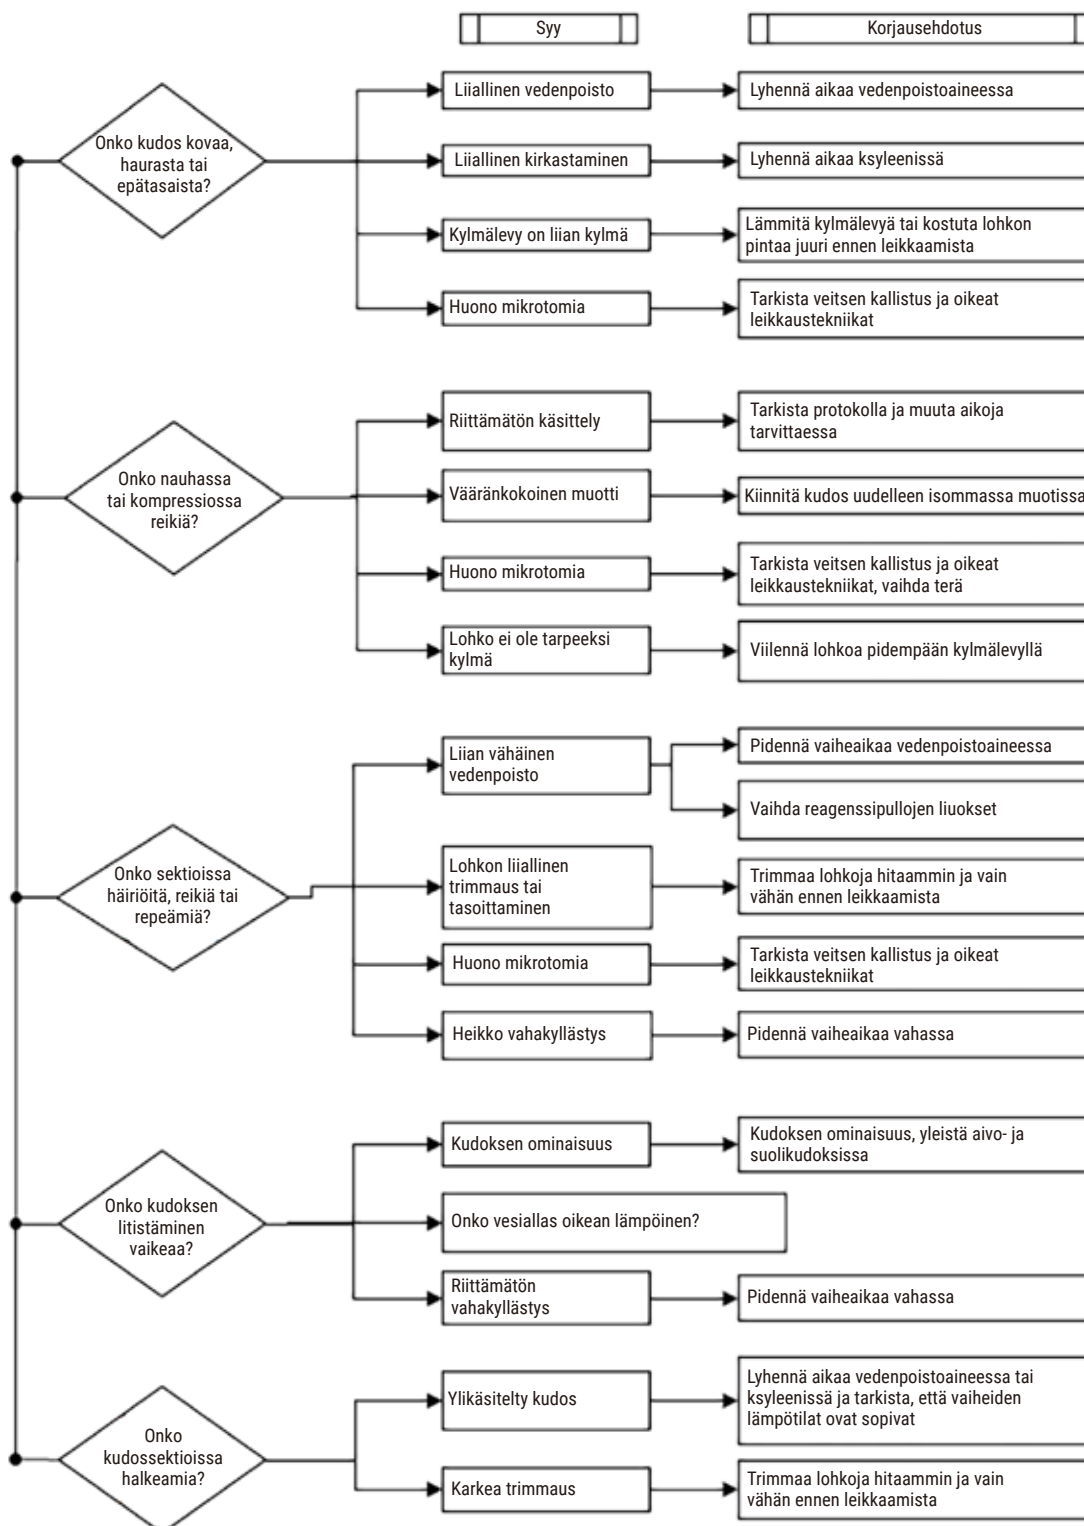 Syy
Korjausehdotus
Onko kudos kovaa,
haurasta tai
epätasaista?
Liiallinen vedenpoisto
Lyhennä aikaa vedenpoistoaineessa
Liiallinen kirkastaminen
Lyhennä aikaa ksyleenissä
Kylmälevy on liian kylmä
Lämmitä kylmälevyä tai kostuta lohkon
pintaa juuri ennen leikkaamista
Huono mikrotomia
Tarkista veitsen kallistus ja oikeat
leikkaustekniikat
Onko nauhassa
tai kompressiossa
reikiä?
Riittämätön käsittely
Tarkista protokolla ja muuta aikoja
tarvittaessa
Vääränkokoinen muotti
Kiinnitä kudos uudelleen isommassa muotissa
Huono mikrotomia
Tarkista veitsen kallistus ja oikeat
leikkaustekniikat, vaihda terä
Lohko ei ole tarpeeksi
kylmä
Viilennä lohkoa pidempään kylmälevyllä
Onko sektioissa
häiriöitä, reikiä tai
repeämiä?
Liian vähäinen
vedenpoisto
Pidennä vaiheaikaa vedenpoistoaineessa
Vaihda reagenssipullojen liuokset
Lohkon liiallinen
trimmaus tai
tasoittaminen
Trimmaa lohkoja hitaammin ja vain
vähän ennen leikkaamista
Huono mikrotomia
Tarkista veitsen kallistus ja oikeat
leikkaustekniikat
Heikko vahakyllästys
Pidennä vaiheaikaa vahassa
Onko kudoksen
litistäminen
vaikeaa?
Kudoksen ominaisuus
Kudoksen ominaisuus, yleistä aivo- ja
suolikudoksissa
Onko vesiallas oikean lämpöinen?
Riittämätön
vahakyllästys
Pidennä vaiheaikaa vahassa
Onko
kudossektioissa
halkeamia?
Ylikäsitelty kudos
Lyhennä aikaa vedenpoistoaineessa tai
ksyleenissä ja tarkista, että vaiheiden
lämpötilat ovat sopivat
Karkea trimmaus
Trimmaa lohkoja hitaammin ja vain
vähän ennen leikkaamista